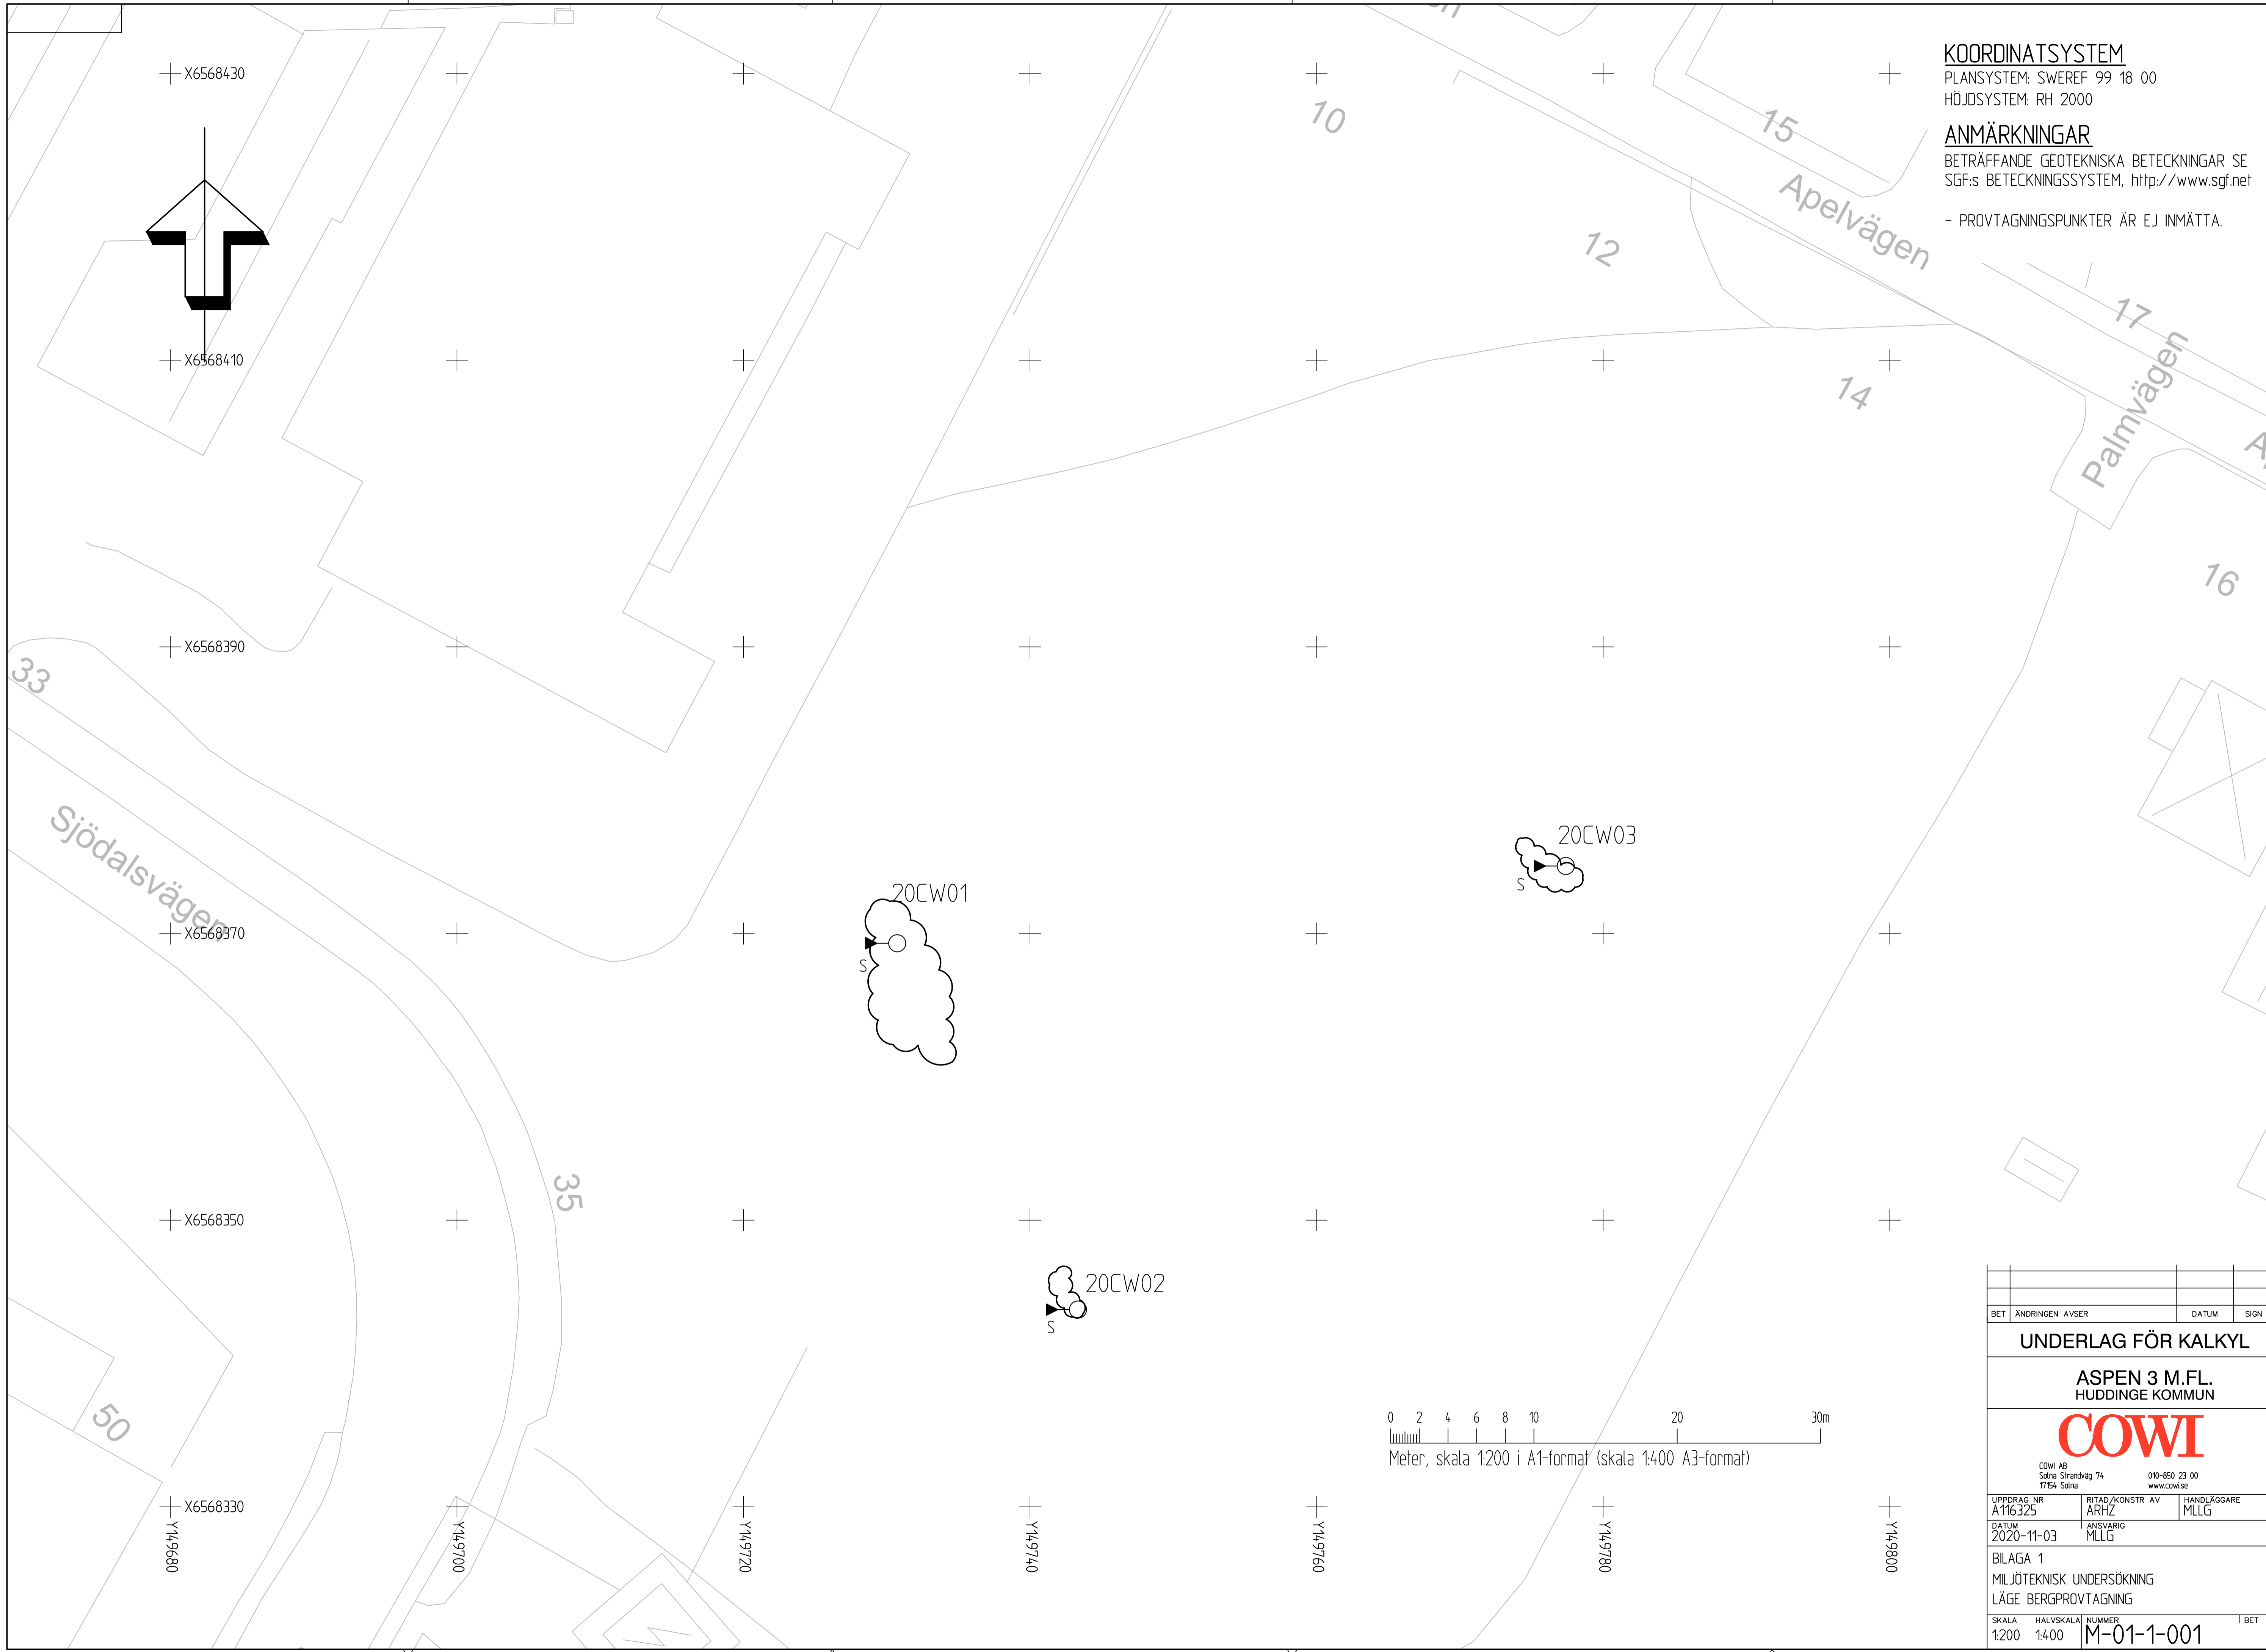 KOORDINATSYSTEM
PLANSYSTEM: SWEREF 99 18 00
HÖJDSYSTEM: RH 2000
ANMÄRKNINGAR
BETRÄFFANDE GEOTEKNISKA BETECKNINGAR SE
SGF:s BETECKNINGSSYSTEM, http://www.sgf.net
- PROVTAGNINGSPUNKTER ÄR EJ INMÄTTA.
X6568430
10
15
Apelvägen
12
17
X6568410
14
Palmvägen
16
X6568390
33
Sjödalsvägen
20CW03
S
20CW01
S
X6568370
35
X6568350
20CW02
S
50
0 2 4 6 8 10 20 30m
Meter, skala 1:200 i A1-format (skala 1:400 A3-format)
X6568330
Y149680
Y149700
Y149720
Y149740
Y149760
Y149780
Y149800
BET ÄNDRINGEN AVSER DATUM SIGN
UNDERLAG FÖR KALKYL
ASPEN 3 M.FL.
HUDDINGE KOMMUN
COWI
COWI AB
Solna Strandväg 74 010-850 23 00
17154 Solna www.cowi.se
UPPDRAG NR RITAD/KONSTR AV HANDLÄGGARE
A116325 ARHZ MLLG
DATUM ANSVARIG
2020-11-03 MLLG
BILAGA 1
MILJÖTEKNISK UNDERSÖKNING
LÄGE BERGPROVTAGNING
SKALA HALVSKALA NUMMER BET
1:200 1:400 M-01-1-001